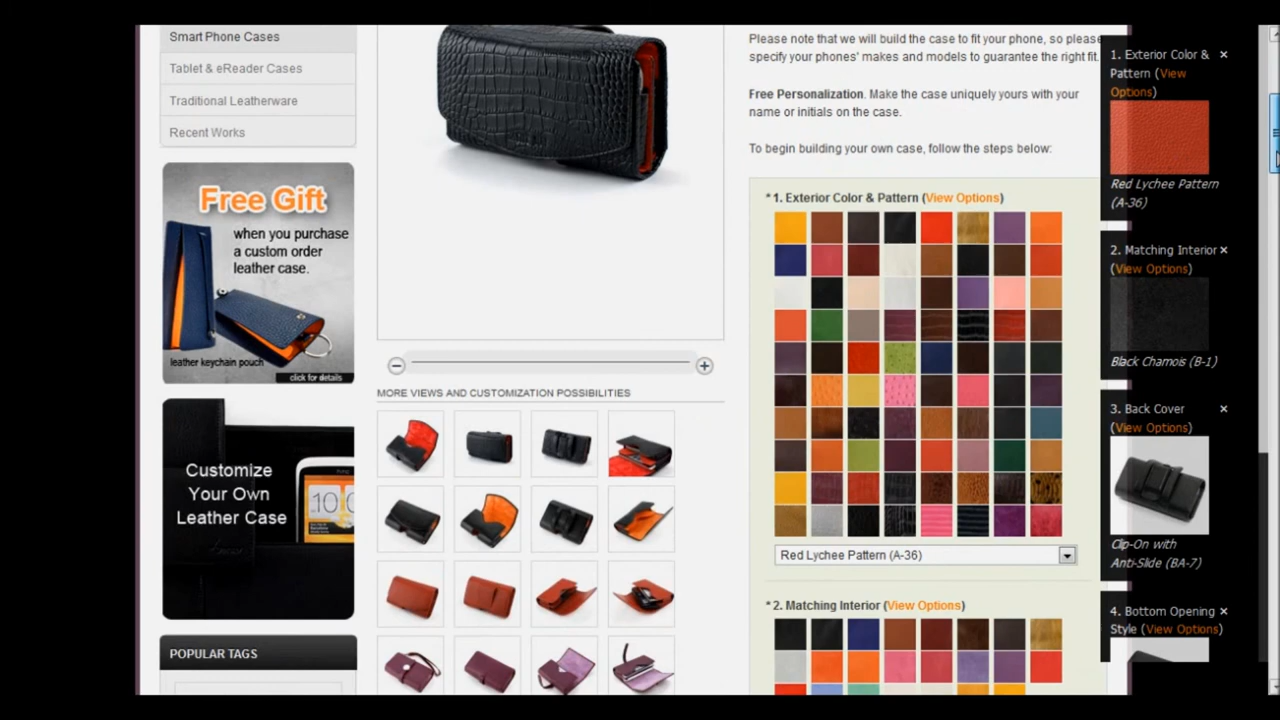 Smart Phone Cases
Tablet & eReader Cases
Traditional Leatherware
Recent Works
Free Gift
when you purchase
a custom order
leather case.
leather keychain pouch
click for details
Customize
Your Own
Leather Case
POPULAR TAGS
MORE VIEWS AND CUSTOMIZATION POSSIBILITIES
Please note that we will build the case to fit your phone, so please
specify your phones' makes and models to guarantee the right fit.
Free Personalization. Make the case uniquely yours with your
name or initials on the case.
To begin building your own case, follow the steps below:
*1. Exterior Color & Pattern (View Options)
Red Lychee Pattern (A-36)
*2. Matching Interior (View Options)
1. Exterior Color & ×
Pattern (View
Options)
Red Lychee Pattern
(A-36)
2. Matching Interior ×
(View Options)
Black Chamois (B-1)
3. Back Cover ×
(View Options)
Clip-On with
Anti-Slide (BA-7)
4. Bottom Opening ×
Style (View Options)